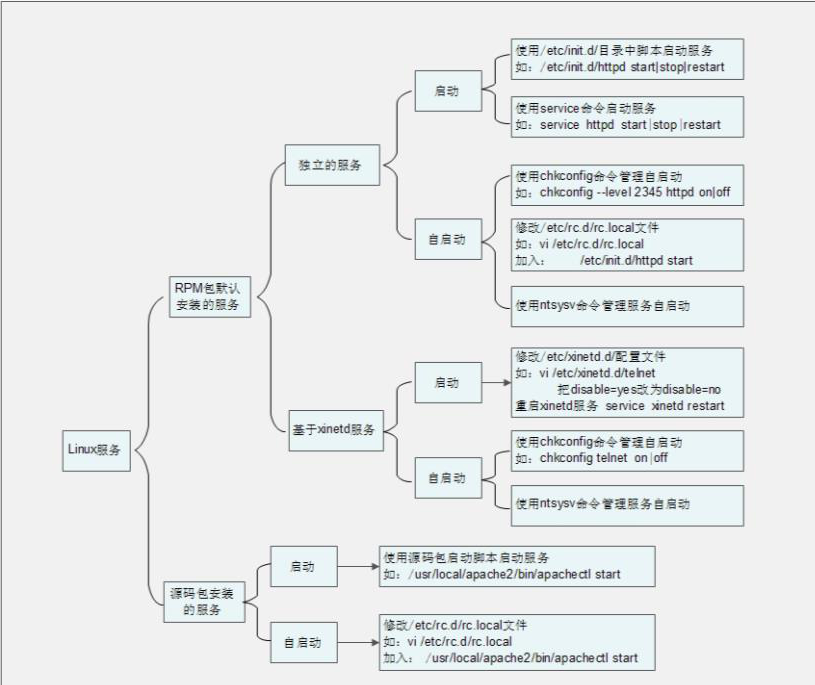 Linux服务
RPM包默认
安装的服务
独立的服务
启动
使用/etc/init.d/目录中脚本启动服务
如：/etc/init.d/httpd start|stop|restart
使用service命令启动服务
如：service httpd start|stop|restart
自启动
使用chkconfig命令管理自启动
如：chkconfig --level 2345 httpd on|off
修改/etc/rc.d/rc.local文件
如：vi /etc/rc.d/rc.local
加入： /etc/init.d/httpd start
使用ntsysv命令管理服务自启动
基于xinetd服务
启动
修改/etc/xinetd.d/配置文件
如：vi /etc/xinetd.d/telnet
把disable=yes改为disable=no
重启xinetd服务 service xinetd restart
自启动
使用chkconfig命令管理自启动
如：chkconfig telnet on|off
使用ntsysv命令管理服务自启动
源码包安装
的服务
启动
使用源码包启动脚本启动服务
如：/usr/local/apache2/bin/apachectl start
自启动
修改/etc/rc.d/rc.local文件
如：vi /etc/rc.d/rc.local
加入： /usr/local/apache2/bin/apachectl start